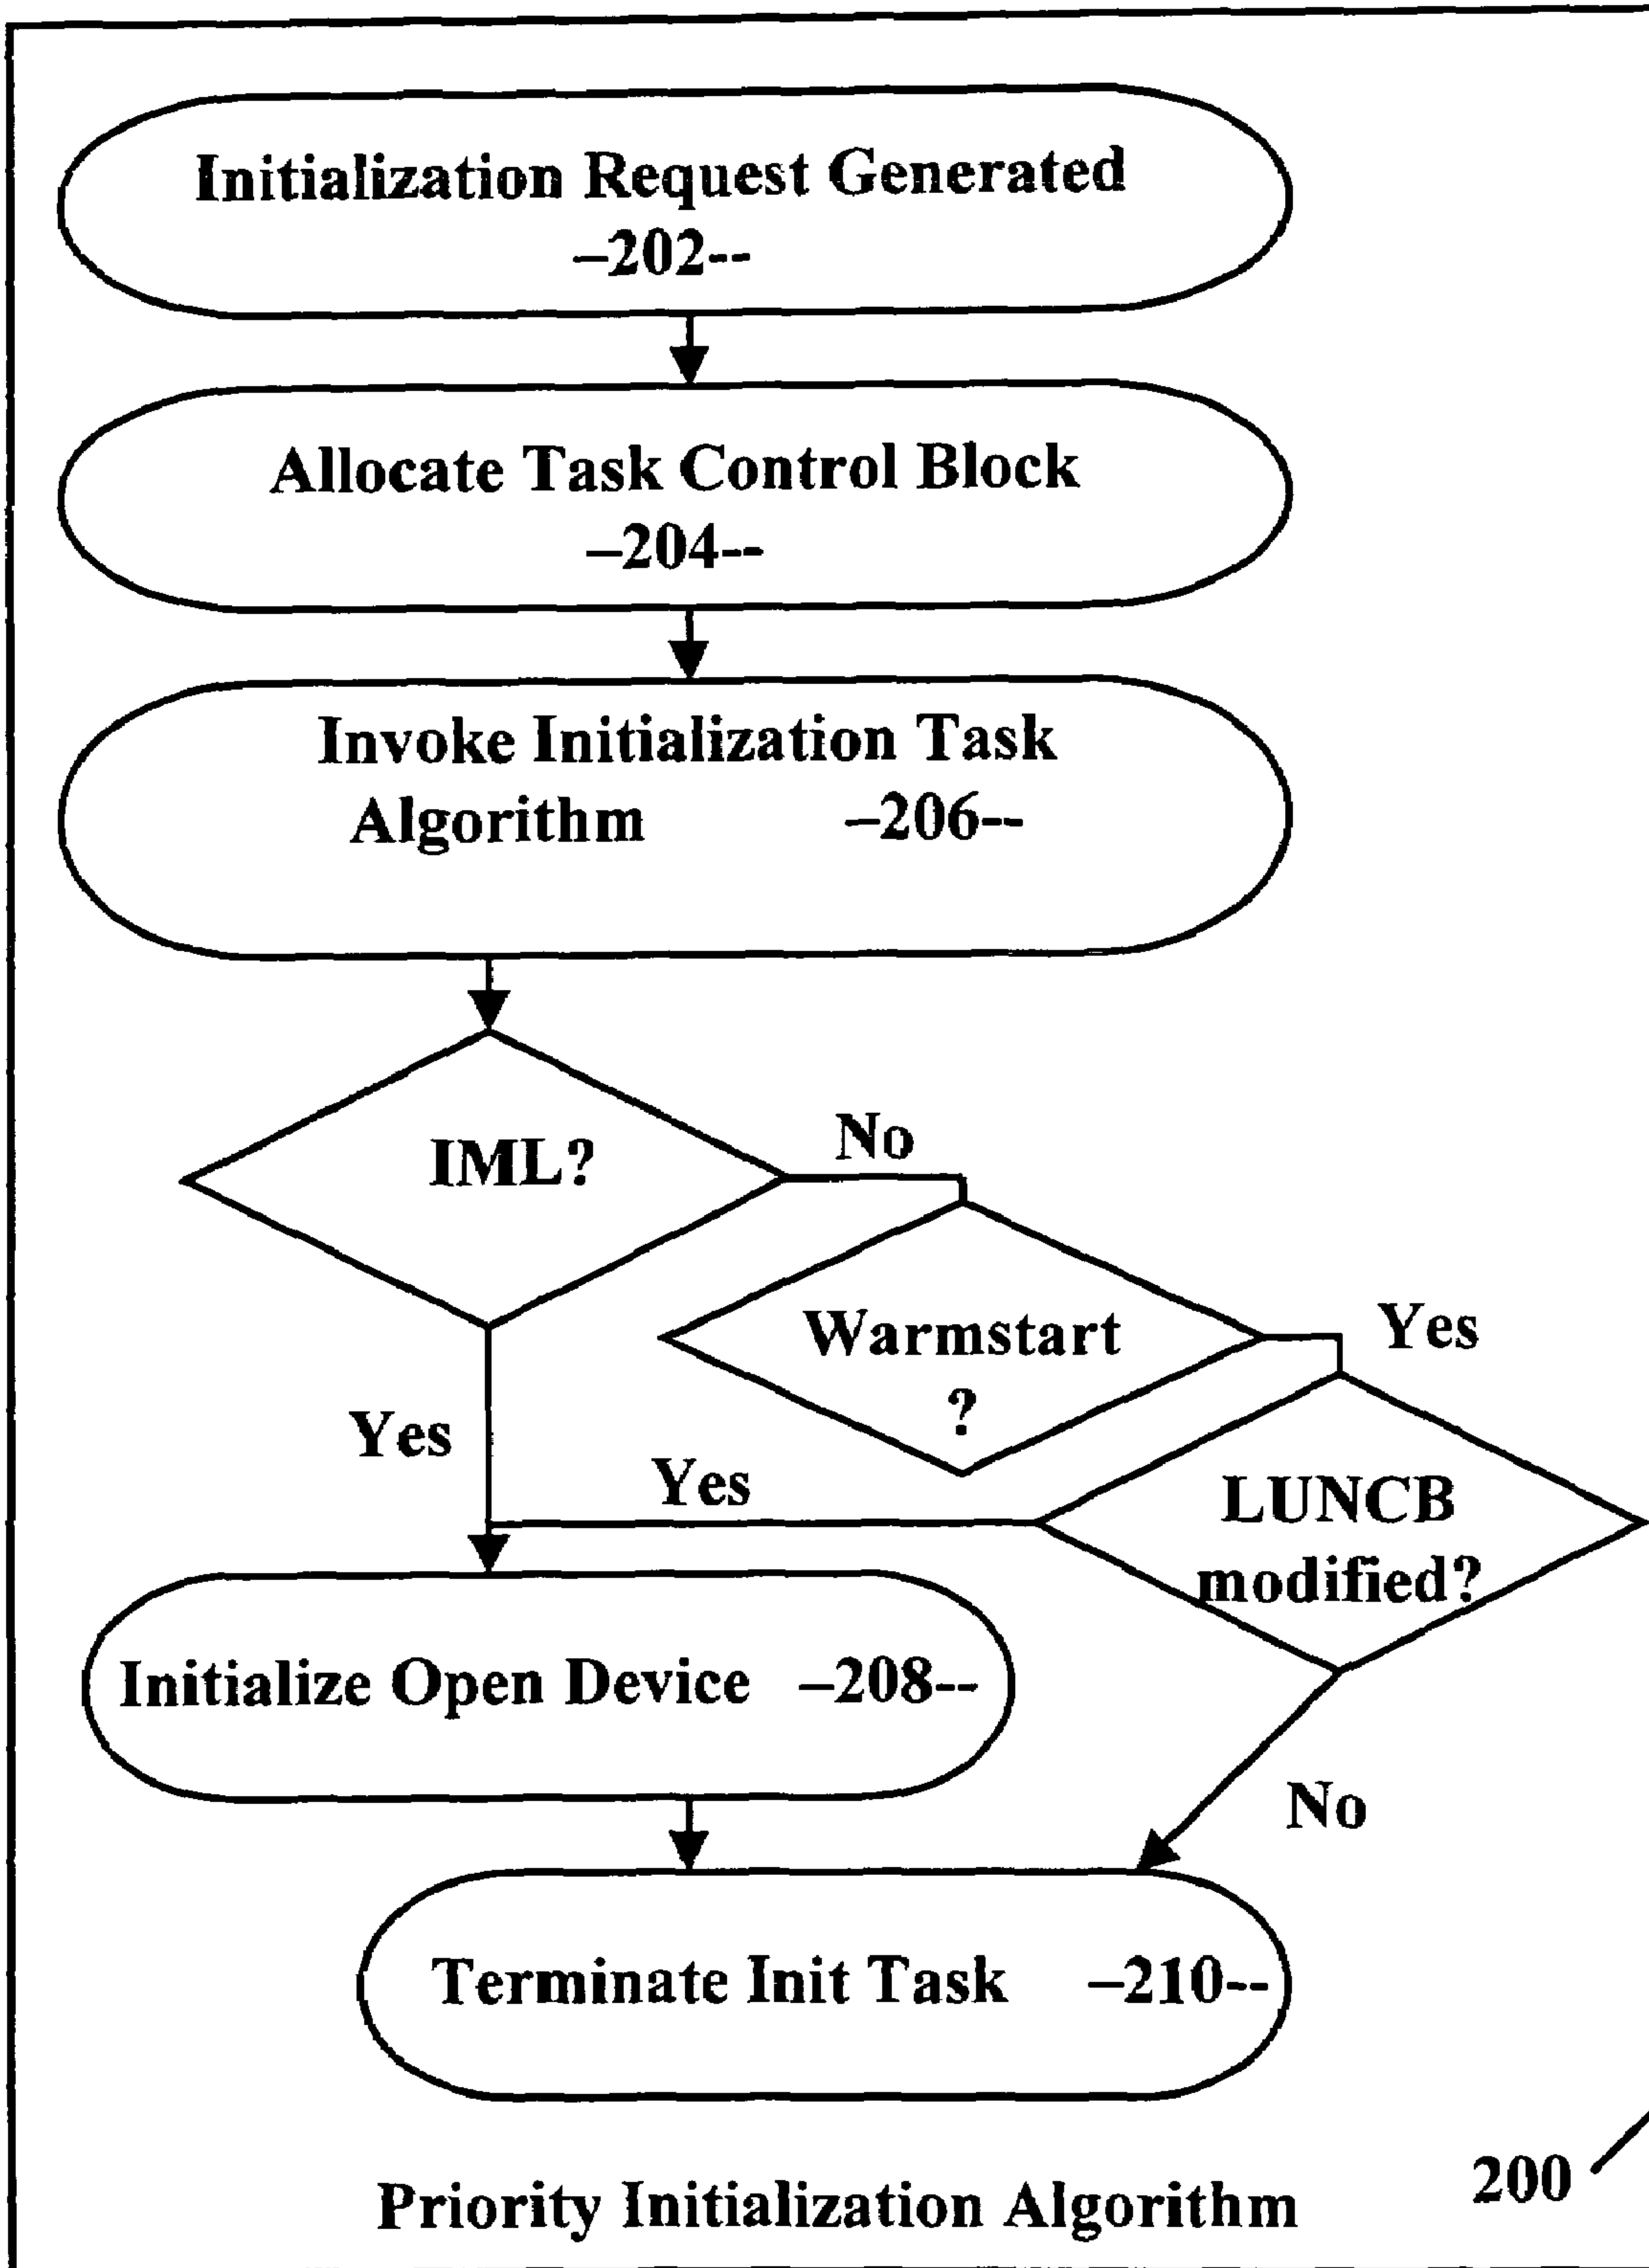 Initialization Request Generated
–202--
Allocate Task Control Block
–204--
Invoke Initialization Task
Algorithm –206--
IML?
No
Warmstart
?
Yes
Yes
Yes
LUNCB
modified?
Initialize Open Device –208--
No
Terminate Init Task –210--
Priority Initialization Algorithm
200